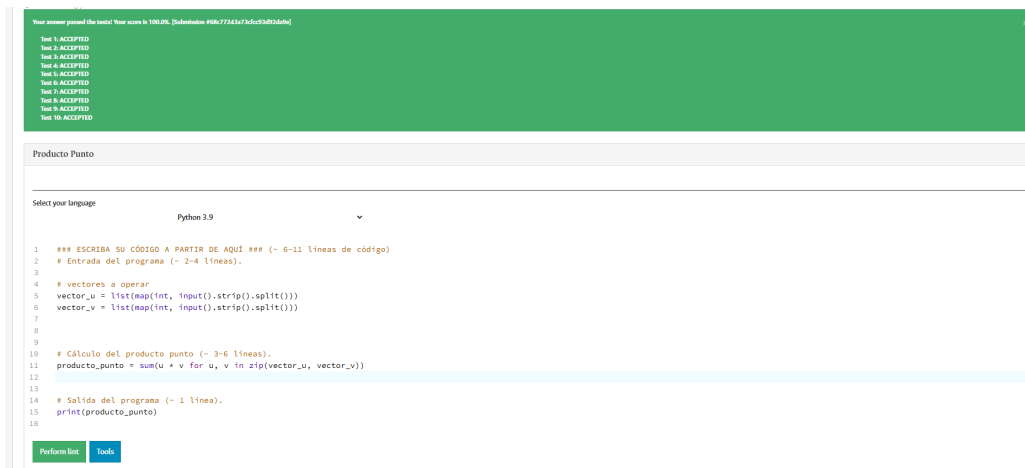 Your answer passed the tests! Your score is 100.0%. [Submission #68c77243a73cfcc93d92da9e]
Test 1: ACCEPTED
Test 2: ACCEPTED
Test 3: ACCEPTED
Test 4: ACCEPTED
Test 5: ACCEPTED
Test 6: ACCEPTED
Test 7: ACCEPTED
Test 8: ACCEPTED
Test 9: ACCEPTED
Test 10: ACCEPTED
Producto Punto
Select your language
Python 3.9
1 ### ESCRIBA SU CÓDIGO A PARTIR DE AQUÍ ### (~ 6-11 líneas de código)
2 # Entrada del programa (~ 2-4 líneas).
3
4 # vectores a operar
5 vector_u = list(map(int, input().strip().split()))
6 vector_v = list(map(int, input().strip().split()))
7
8
9
10 # Cálculo del producto punto (~ 3-6 líneas).
11 producto_punto = sum(u * v for u, v in zip(vector_u, vector_v))
12
13
14 # Salida del programa (~ 1 línea).
15 print(producto_punto)
16
Perform lint
Tools